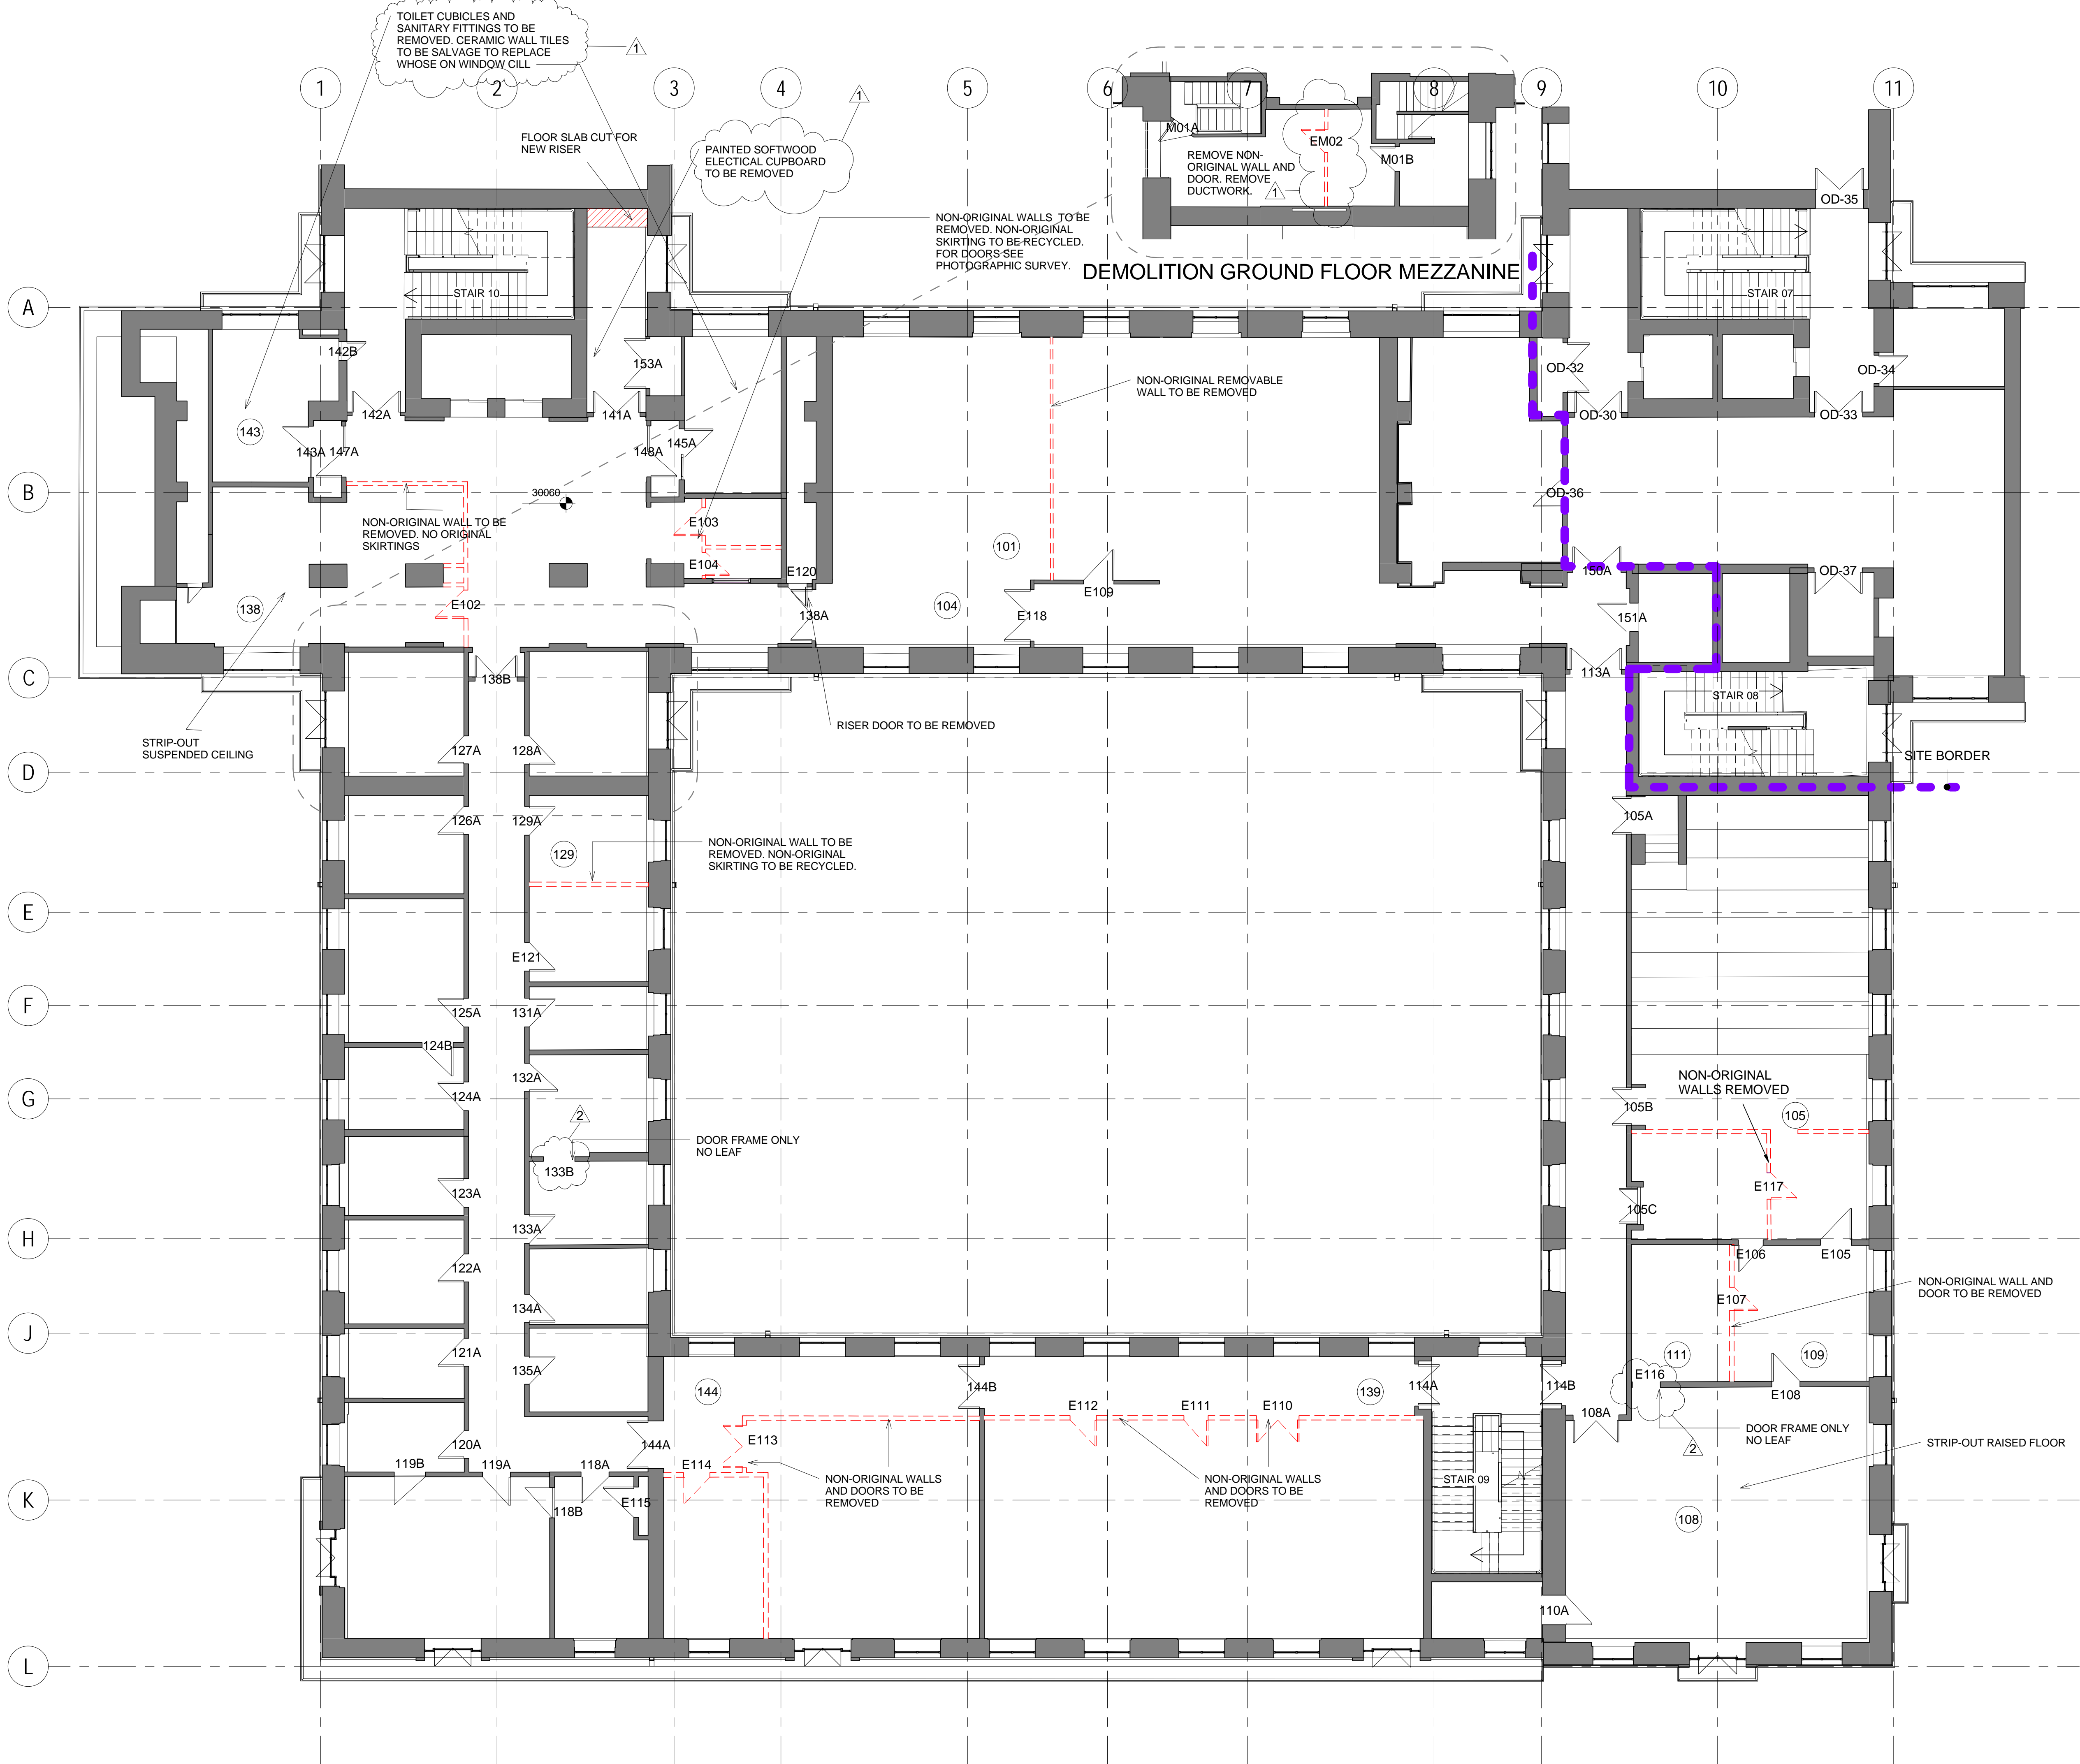 TOILET CUBICLES AND
SANITARY FITTINGS TO BE
REMOVED. CERAMIC WALL TILES
TO BE SALVAGE TO REPLACE
WHOSE ON WINDOW CILL
1
1
1
2
3
4
5
6
7
8
9
10
11
FLOOR SLAB CUT FOR
NEW RISER
PAINTED SOFTWOOD
ELECTICAL CUPBOARD
TO BE REMOVED
M01A
EM02
M01B
REMOVE NON-
ORIGINAL WALL AND
DOOR. REMOVE
DUCTWORK.
1
NON-ORIGINAL WALLS TO BE
REMOVED. NON-ORIGINAL
SKIRTING TO BE RECYCLED.
FOR DOORS SEE
PHOTOGRAPHIC SURVEY.
DEMOLITION GROUND FLOOR MEZZANINE
OD-35
STAIR 10
STAIR 07
A
142B
153A
OD-32
OD-34
NON-ORIGINAL REMOVABLE
WALL TO BE REMOVED
142A
141A
OD-30
OD-33
143
143A
147A
148A
145A
B
30060
OD-36
NON-ORIGINAL WALL TO BE
REMOVED. NO ORIGINAL
SKIRTINGS
E103
101
E104
E120
150A
OD-37
E109
138
E102
104
138A
E118
151A
C
138B
113A
STAIR 08
RISER DOOR TO BE REMOVED
STRIP-OUT
SUSPENDED CEILING
127A
128A
SITE BORDER
D
126A
129A
105A
129
NON-ORIGINAL WALL TO BE
REMOVED. NON-ORIGINAL
SKIRTING TO BE RECYCLED.
E
E121
F
125A
131A
124B
132A
NON-ORIGINAL
WALLS REMOVED
G
124A
105B
105
2
DOOR FRAME ONLY
NO LEAF
133B
123A
E117
105C
133A
H
E106
E105
122A
NON-ORIGINAL WALL AND
DOOR TO BE REMOVED
E107
134A
J
121A
135A
111
109
E116
144
144B
139
114A
114B
E108
E112
E111
E110
108A
DOOR FRAME ONLY
NO LEAF
2
STRIP-OUT RAISED FLOOR
120A
144A
E113
119B
119A
118A
E114
NON-ORIGINAL WALLS
AND DOORS TO BE
REMOVED
NON-ORIGINAL WALLS
AND DOORS TO BE
REMOVED
STAIR 09
K
118B
E115
108
110A
L